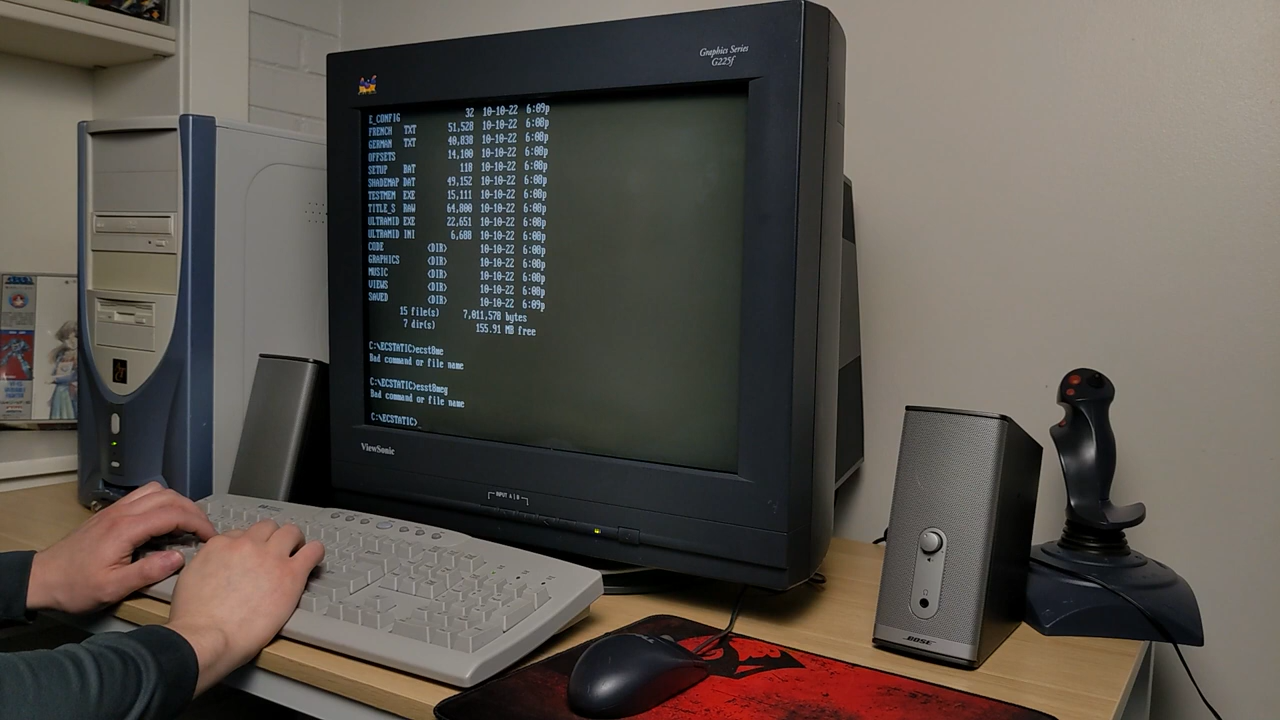 Graphics Series
G225f
E_CONFIG 32 10-10-22 6:09p
FRENCH TXT 51,528 10-10-22 6:08p
GERMAN TXT 40,838 10-10-22 6:08p
OFFSETS 14,100 10-10-22 6:08p
SETUP BAT 118 10-10-22 6:08p
SHADEMAP DAT 49,152 10-10-22 6:08p
TESTMEM EXE 15,111 10-10-22 6:08p
TITLE_S RAW 64,800 10-10-22 6:08p
ULTRAMID EXE 22,651 10-10-22 6:08p
ULTRAMID INI 6,608 10-10-22 6:08p
CODE <DIR> 10-10-22 6:08p
GRAPHICS <DIR> 10-10-22 6:08p
MUSIC <DIR> 10-10-22 6:08p
VIEWS <DIR> 10-10-22 6:08p
SAVED <DIR> 10-10-22 6:09p
15 file(s) 7,011,578 bytes
7 dir(s) 155.91 MB free
C:\ECSTATIC>ecst8me
Bad command or file name
C:\ECSTATIC>esst8mcy
Bad command or file name
C:\ECSTATIC>
ViewSonic
INPUT A | B
BOSE
SEGA